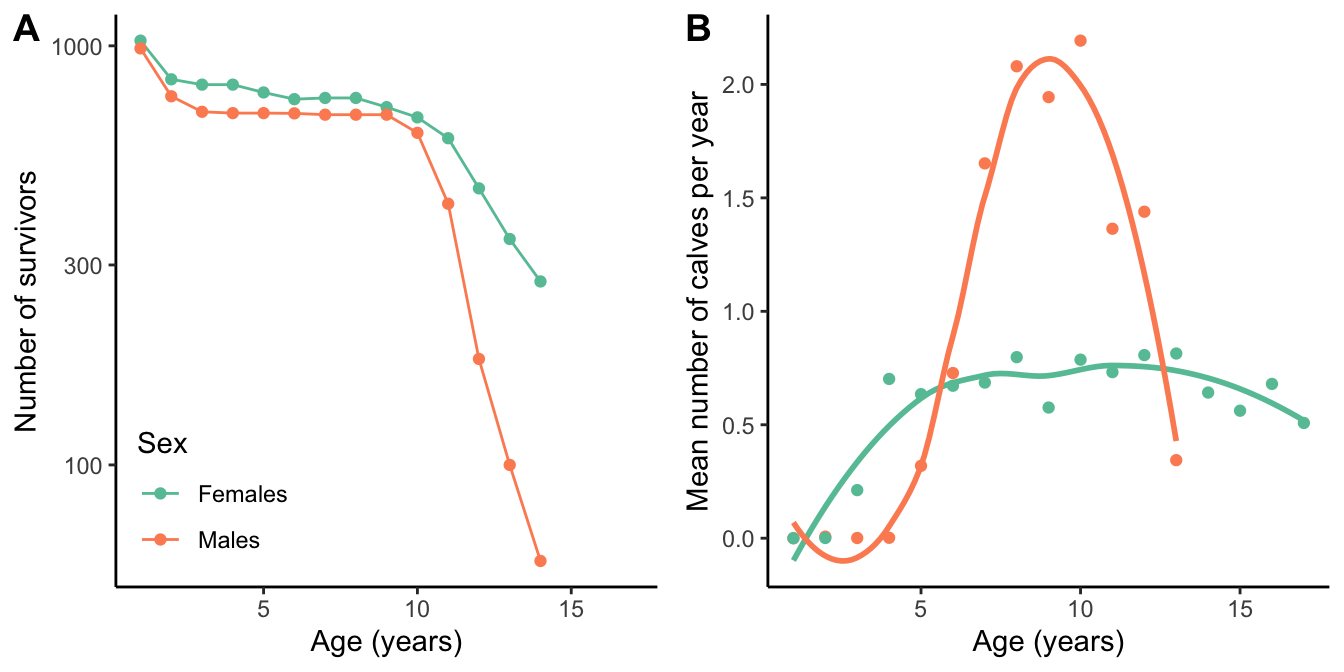 A
Number of survivors
1000
300
100
Sex
Females
Males
5 10 15
Age (years)
B
Mean number of calves per year
2.0
1.5
1.0
0.5
0.0
5 10 15
Age (years)